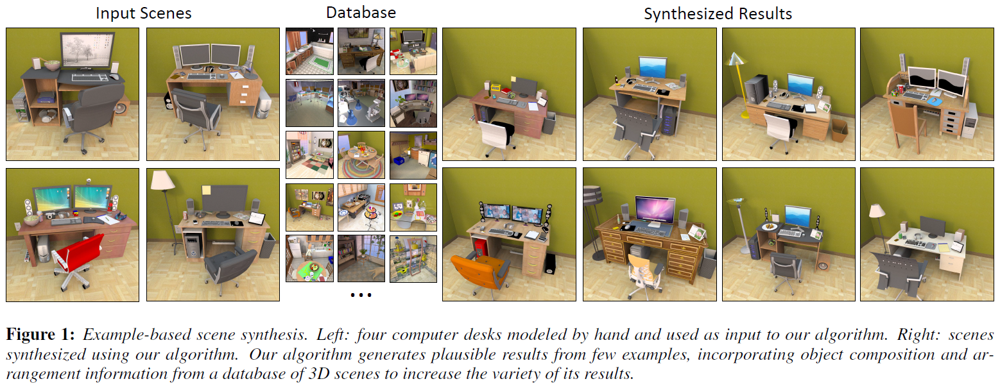 Input Scenes
Database
Synthesized Results
...
Figure 1: Example-based scene synthesis. Left: four computer desks modeled by hand and used as input to our algorithm. Right: scenes
synthesized using our algorithm. Our algorithm generates plausible results from few examples, incorporating object composition and ar-
rangement information from a database of 3D scenes to increase the variety of its results.